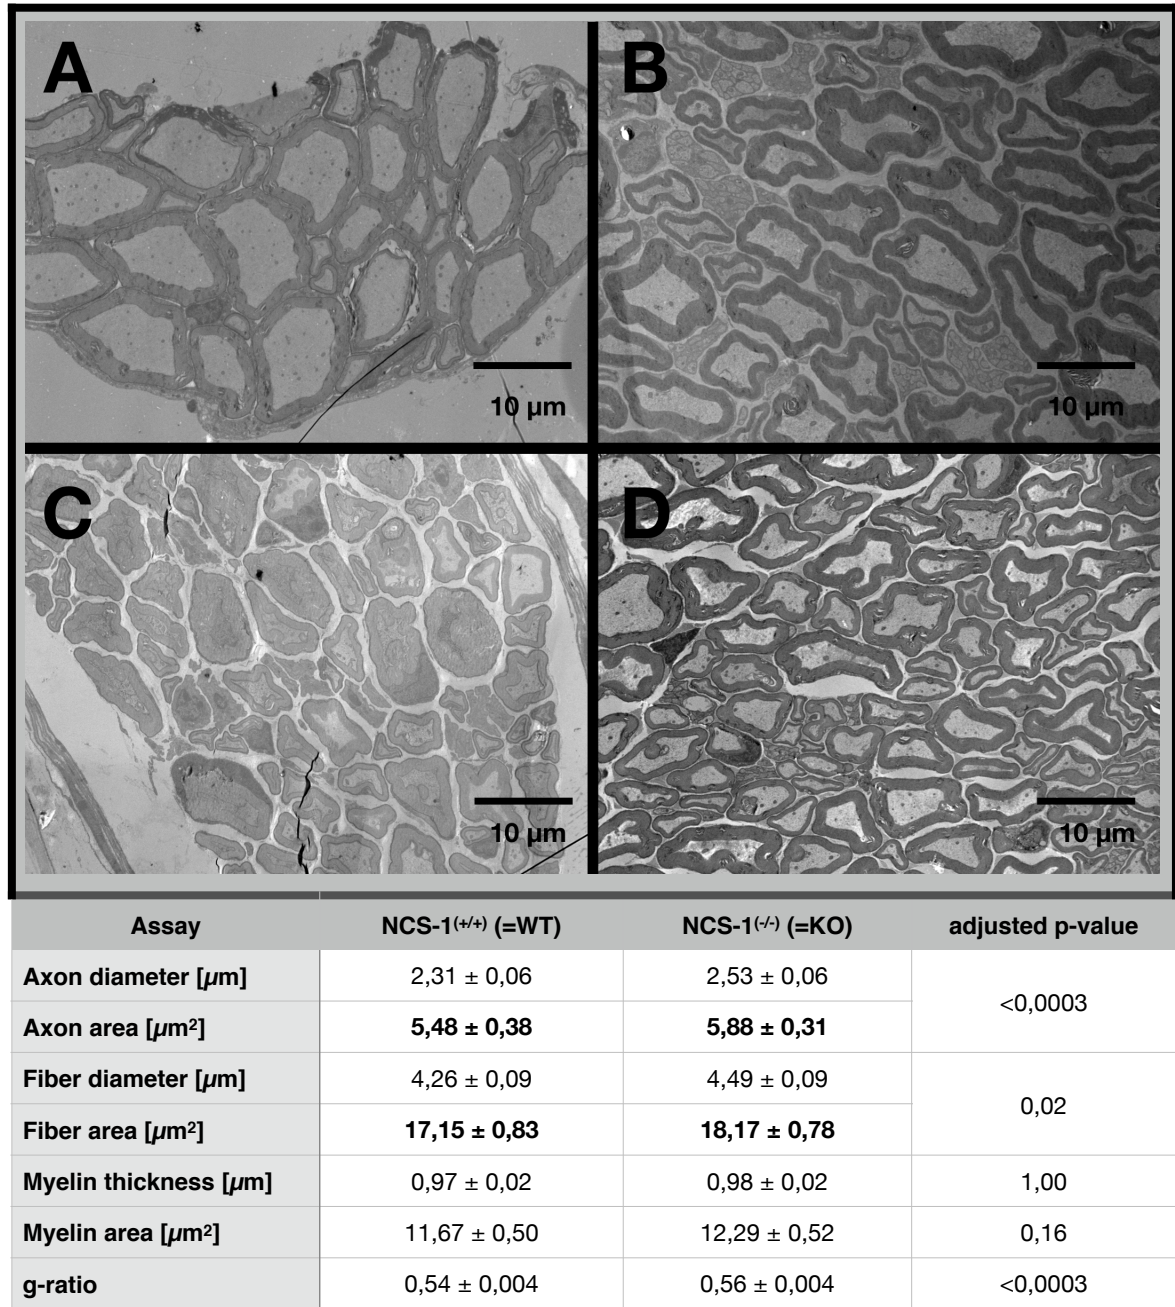 A
10 µm
B
10 µm
C
10 µm
D
10 µm
Assay NCS-1(+/+) (=WT) NCS-1(-/-) (=KO) adjusted p-value
Axon diameter [µm] 2,31 ± 0,06 2,53 ± 0,06 <0,0003
Axon area [µm2] 5,48 ± 0,38 5,88 ± 0,31
Fiber diameter [µm] 4,26 ± 0,09 4,49 ± 0,09 0,02
Fiber area [µm2] 17,15 ± 0,83 18,17 ± 0,78
Myelin thickness [µm] 0,97 ± 0,02 0,98 ± 0,02 1,00
Myelin area [µm2] 11,67 ± 0,50 12,29 ± 0,52 0,16
g-ratio 0,54 ± 0,004 0,56 ± 0,004 <0,0003